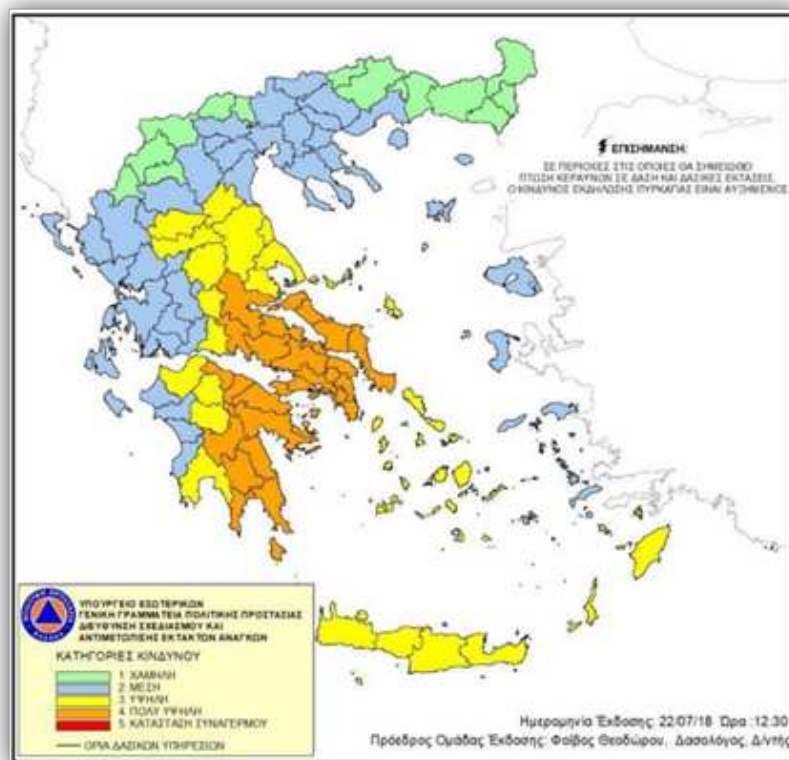 ΕΠΙΣΗΜΑΝΣΗ:
ΣΕ ΠΕΡΙΟΧΕΣ ΣΤΙΣ ΟΠΟΙΕΣ ΘΑ ΣΗΜΕΙΩΘΕΙ
ΠΤΩΣΗ ΚΕΡΑΥΝΩΝ ΣΕ ΔΑΣΗ ΚΑΙ ΔΑΣΙΚΕΣ ΕΚΤΑΣΕΙΣ,
Ο ΚΙΝΔΥΝΟΣ ΕΚΔΗΛΩΣΗΣ ΠΥΡΚΑΓΙΑΣ ΕΙΝΑΙ ΑΥΞΗΜΕΝΟΣ
ΥΠΟΥΡΓΕΙΟ ΕΣΩΤΕΡΙΚΩΝ
ΓΕΝΙΚΗ ΓΡΑΜΜΑΤΕΙΑ ΠΟΛΙΤΙΚΗΣ ΠΡΟΣΤΑΣΙΑΣ
ΔΙΕΥΘΥΝΣΗ ΣΧΕΔΙΑΣΜΟΥ ΚΑΙ
ΑΝΤΙΜΕΤΩΠΙΣΗΣ ΕΚΤΑΚΤΩΝ ΑΝΑΓΚΩΝ
ΚΑΤΗΓΟΡΙΕΣ ΚΙΝΔΥΝΟΥ
1. ΧΑΜΗΛΗ
2. ΜΕΣΗ
3. ΥΨΗΛΗ
4. ΠΟΛΥ ΥΨΗΛΗ
5. ΚΑΤΑΣΤΑΣΗ ΣΥΝΑΓΕΡΜΟΥ
ΟΡΙΑ ΔΑΣΙΚΩΝ ΥΠΗΡΕΣΙΩΝ
Ημερομηνία Έκδοσης: 22/07/18 Ώρα :12:30
Πρόεδρος Ομάδας Έκδοσης: Φοίβος Θεοδώρου, Δασολόγος, Δ/ντής